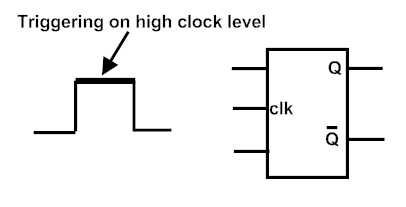 Triggering on high clock level
Q
clk
Q̅